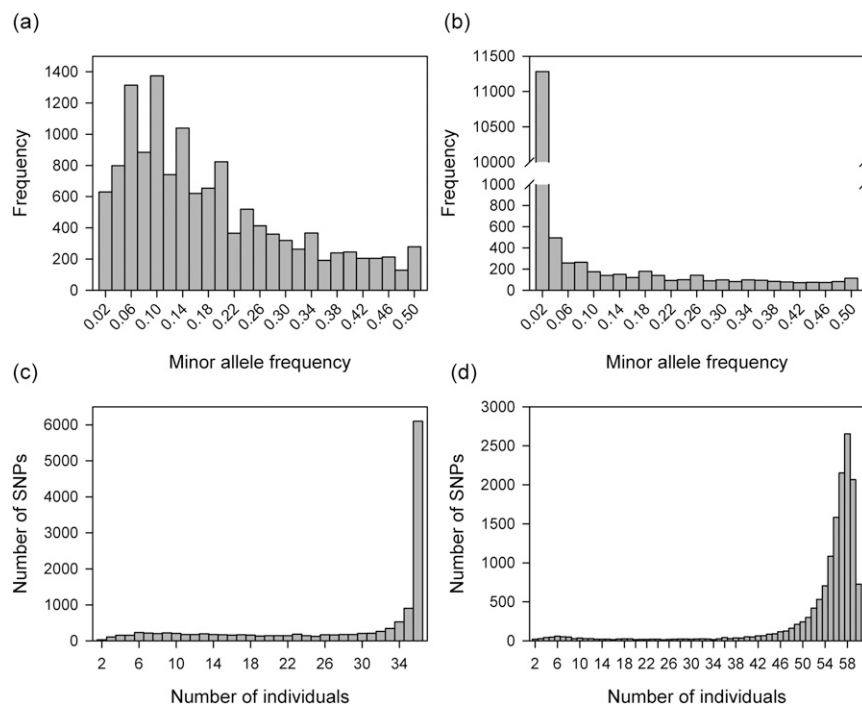 (a)
1400
1200
1000
800
600
400
200
0
Frequency
0.02 0.06 0.10 0.14 0.18 0.22 0.26 0.30 0.34 0.38 0.42 0.46 0.50
Minor allele frequency
(b)
11500
11000
10500
10000
1000
800
600
400
200
0
Frequency
0.02 0.06 0.10 0.14 0.18 0.22 0.26 0.30 0.34 0.38 0.42 0.46 0.50
Minor allele frequency
(c)
6000
5000
4000
3000
2000
1000
0
Number of SNPs
2 6 10 14 18 22 26 30 34
Number of individuals
(d)
3000
2500
2000
1500
1000
500
0
Number of SNPs
2 6 10 14 18 22 26 30 34 38 42 46 50 54 58
Number of individuals